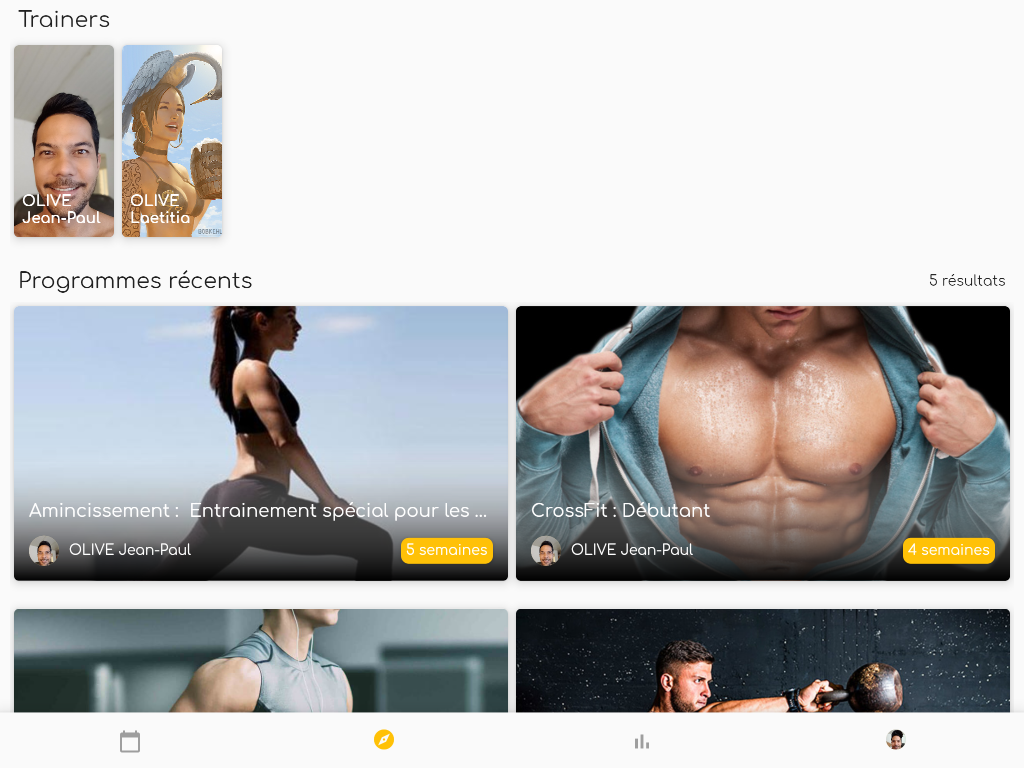 Trainers
OLIVE
Jean-Paul
OLIVE
Laetitia
Programmes récents
5 résultats
Amincissement :  Entrainement spécial pour les ...
OLIVE Jean-Paul
5 semaines
CrossFit : Débutant
OLIVE Jean-Paul
4 semaines